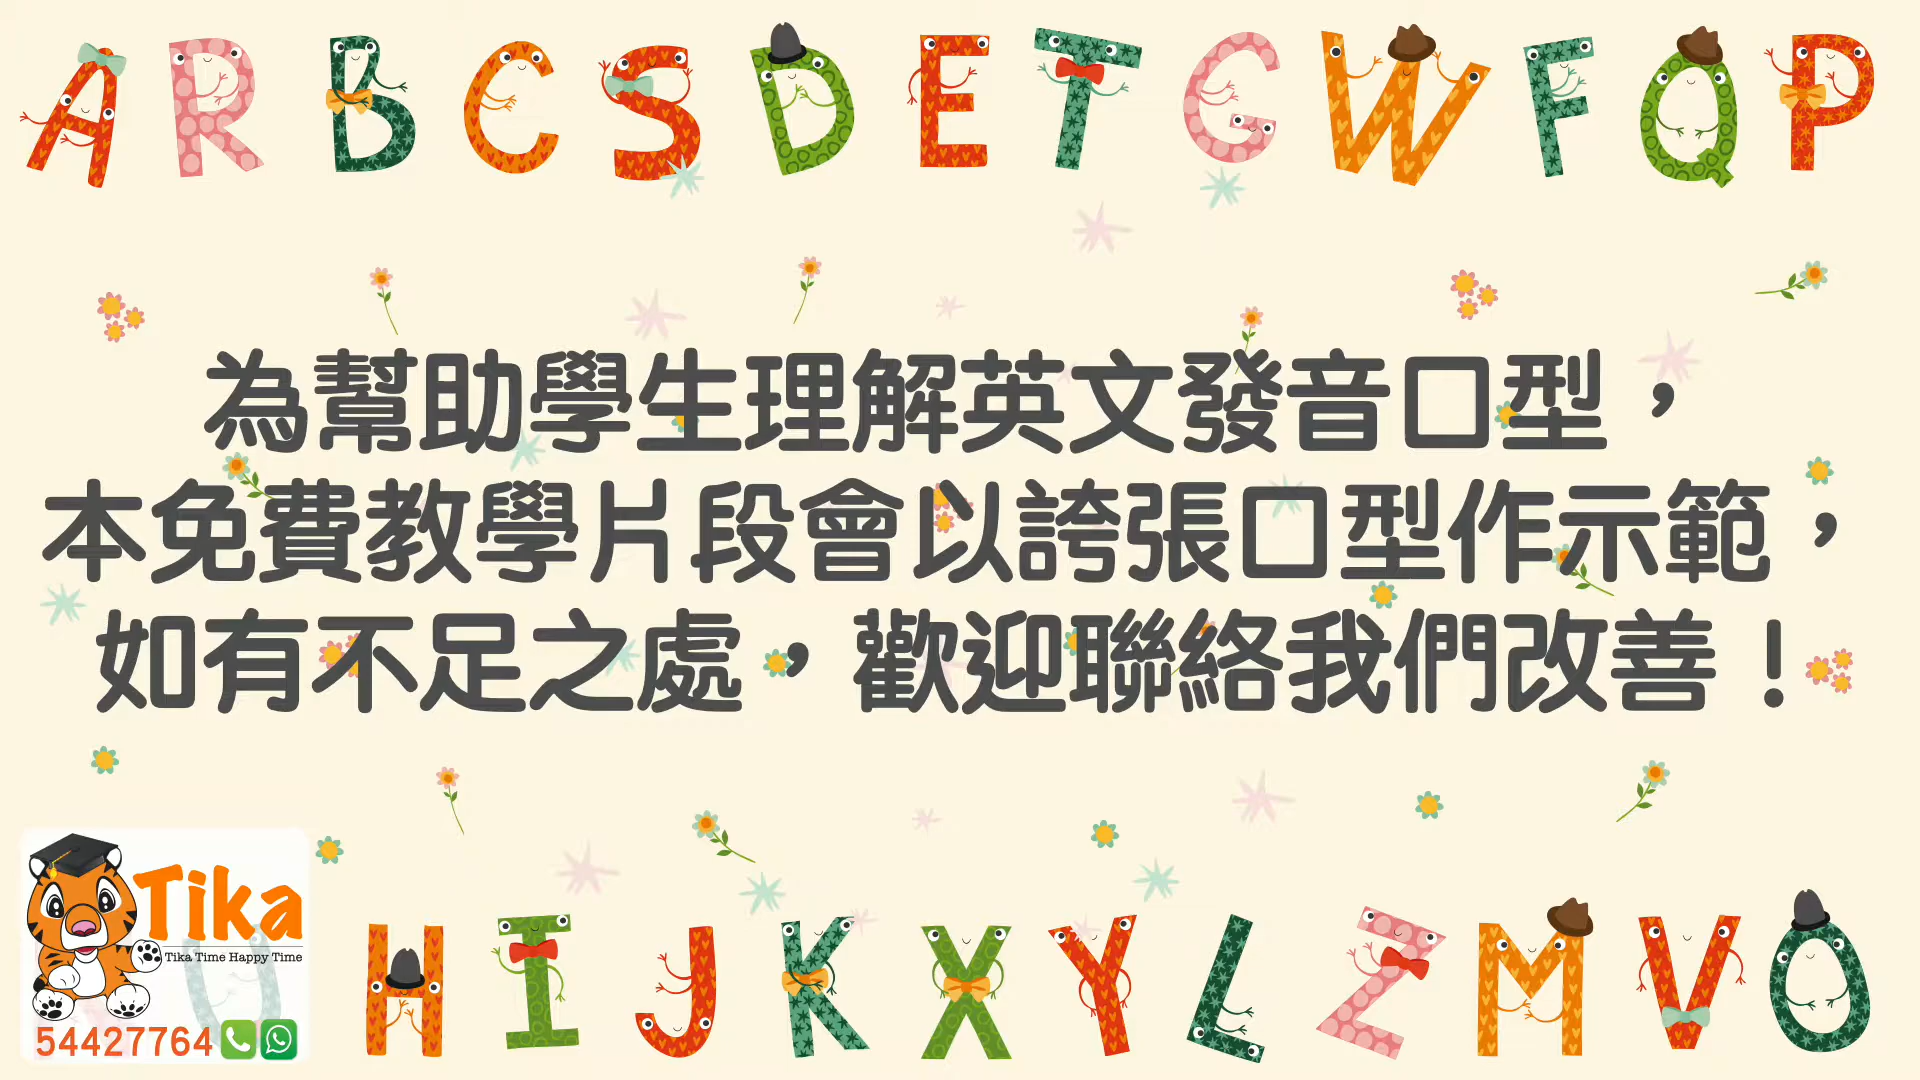 A R B C S D E T G W F Q P
為幫助學生理解英文發音口型，
本免費教學片段會以誇張口型作示範，
如有不足之處，歡迎聯絡我們改善！
Tika
Tika Time Happy Time
54427764
U H I J K X Y L Z M V O